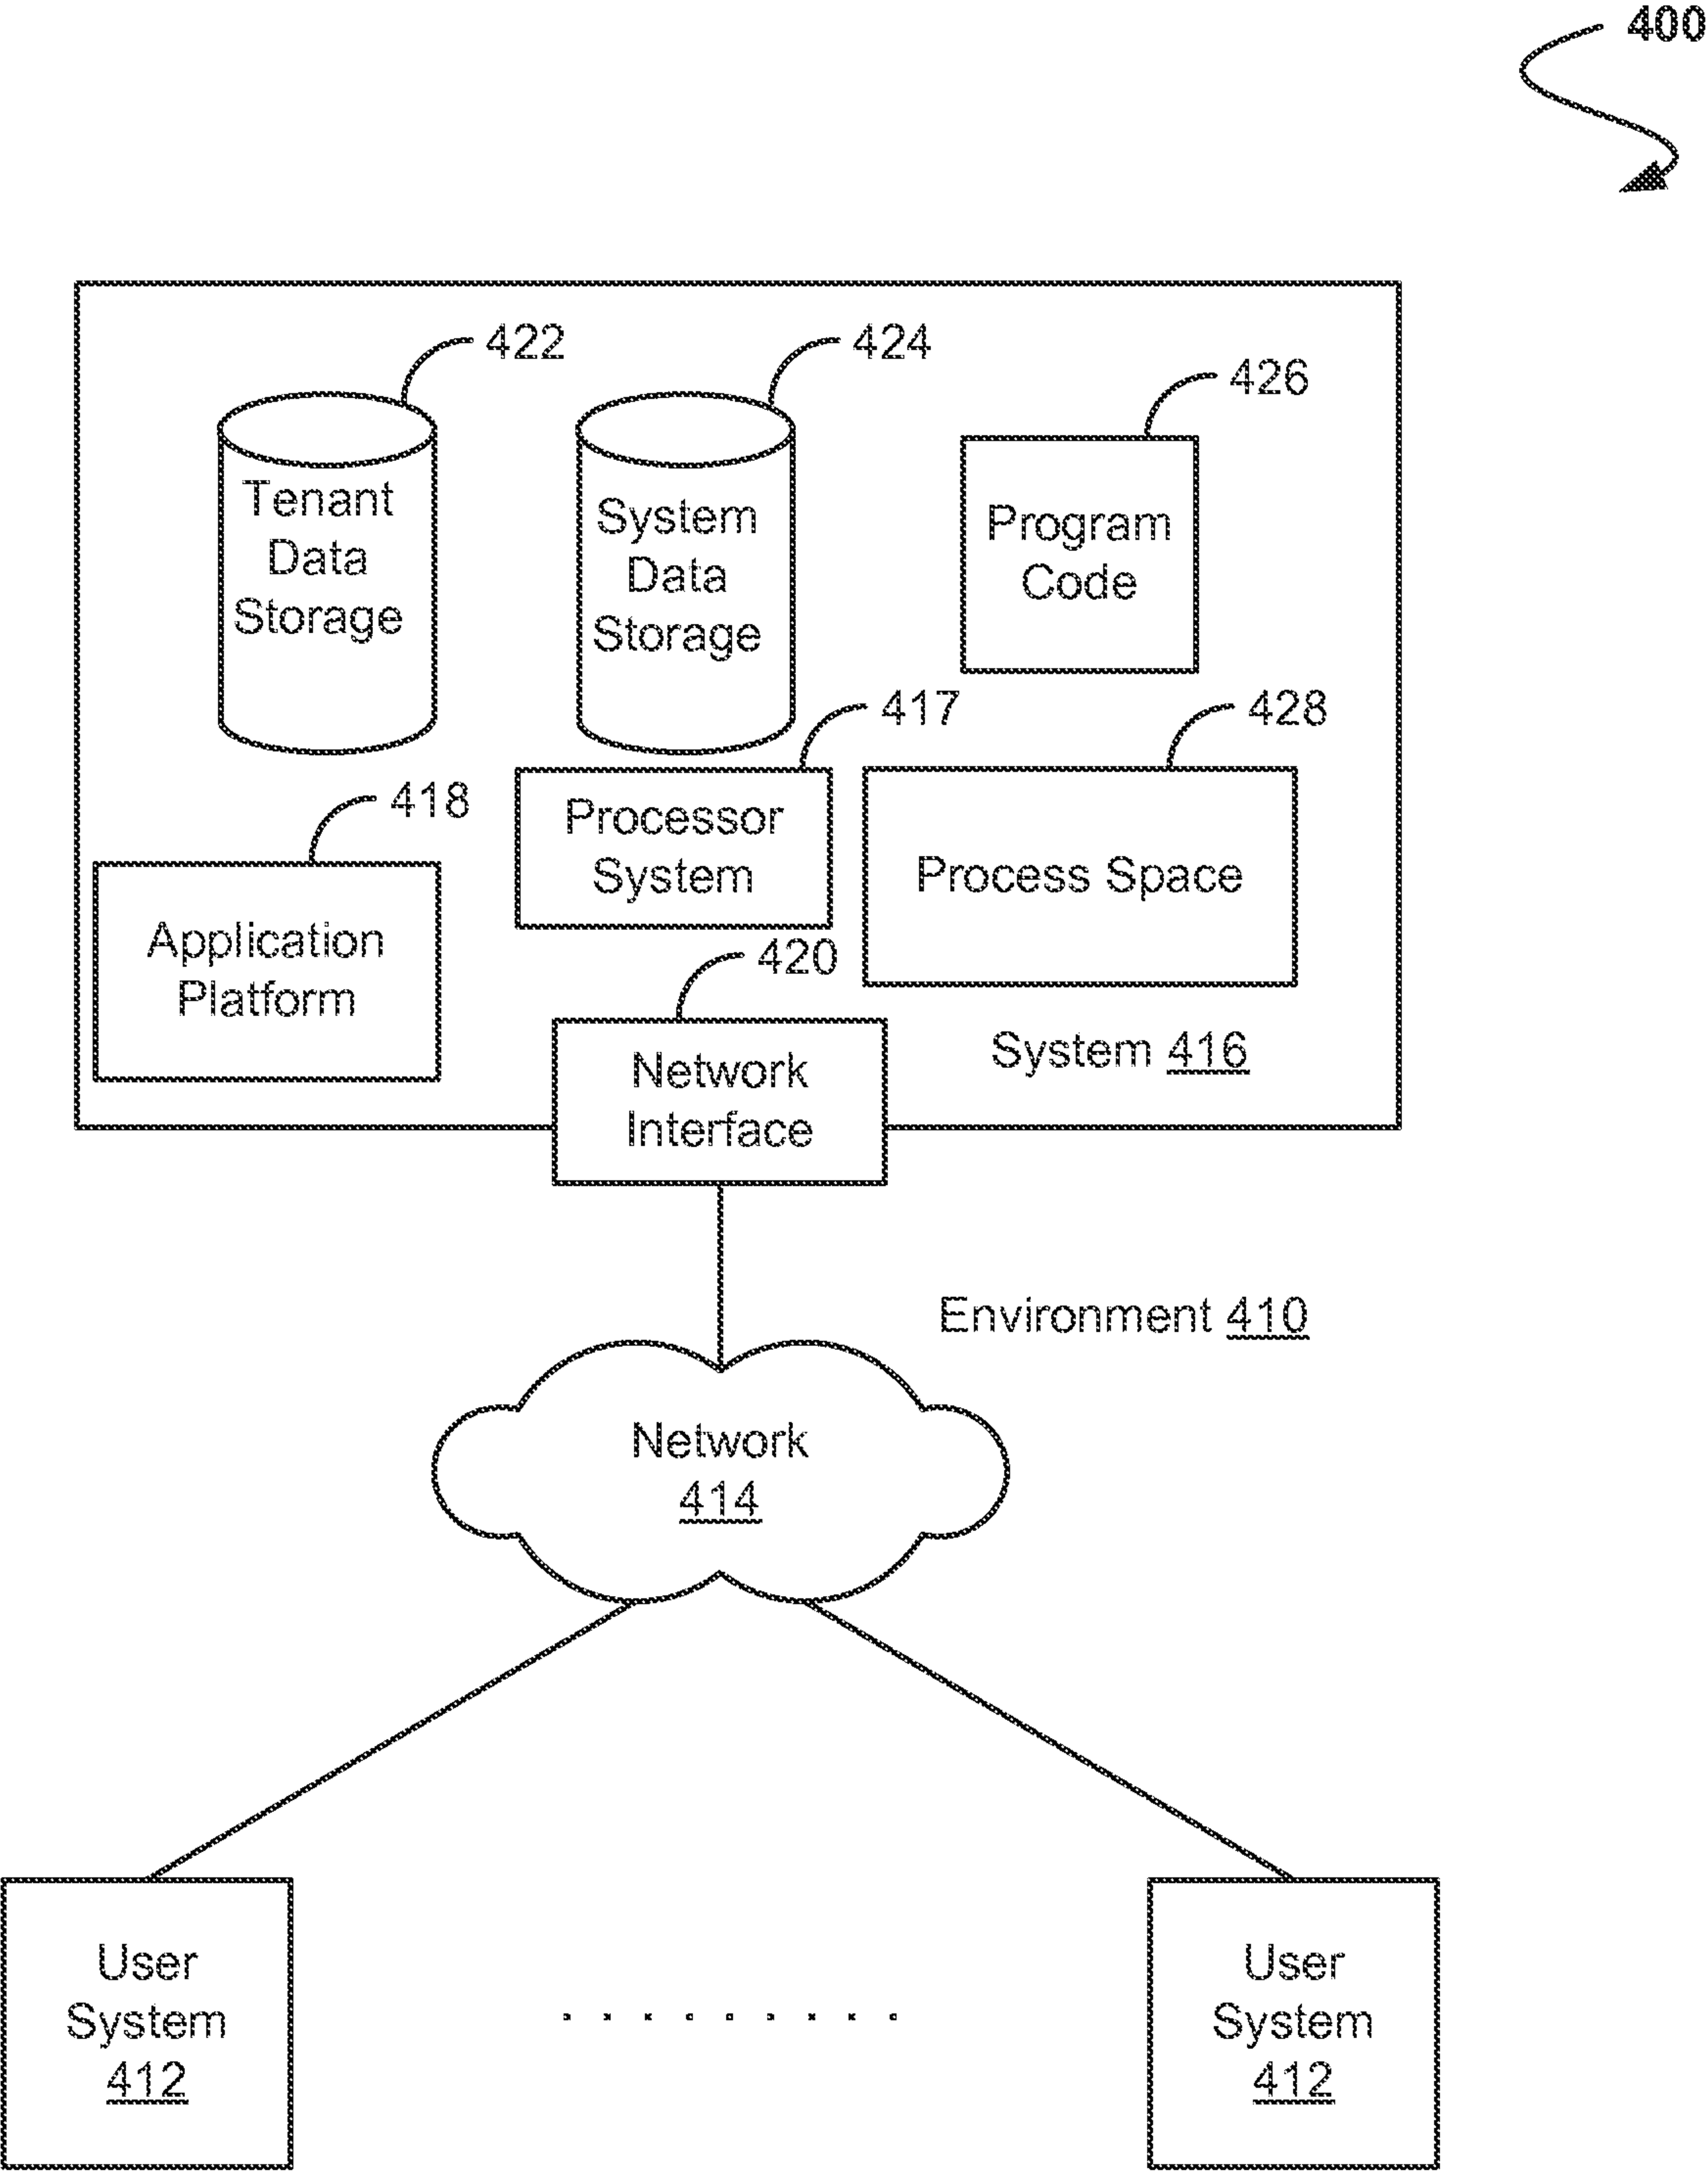 400
422
424
426
Tenant
Data
Storage
System
Data
Storage
Program
Code
417
428
418
Processor
System
Process Space
Application
Platform
420
System 416
Network
Interface
Environment 410
Network
414
User
System
412
User
System
412